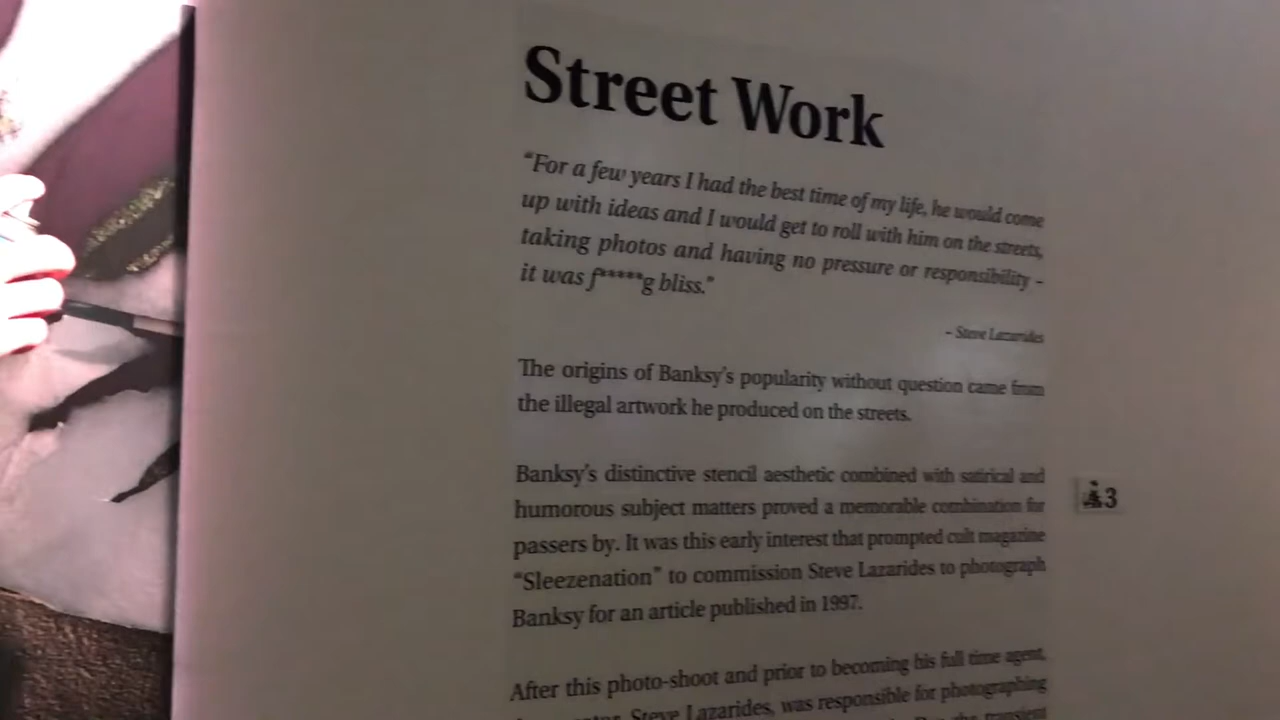 Street Work
“For a few years I had the best time of my life, he would come
up with ideas and I would get to roll with him on the streets,
taking photos and having no pressure or responsibility –
it was f*****g bliss.”
– Steve Lazarides
The origins of Banksy's popularity without question came from
the illegal artwork he produced on the streets.
Banksy's distinctive stencil aesthetic combined with satirical and
humorous subject matters proved a memorable combination for
passers by. It was this early interest that prompted cult magazine
“Sleezenation” to commission Steve Lazarides to photograph
Banksy for an article published in 1997.
3
After this photo-shoot and prior to becoming his full time agent,
Steve Lazarides, was responsible for photographing
the transient